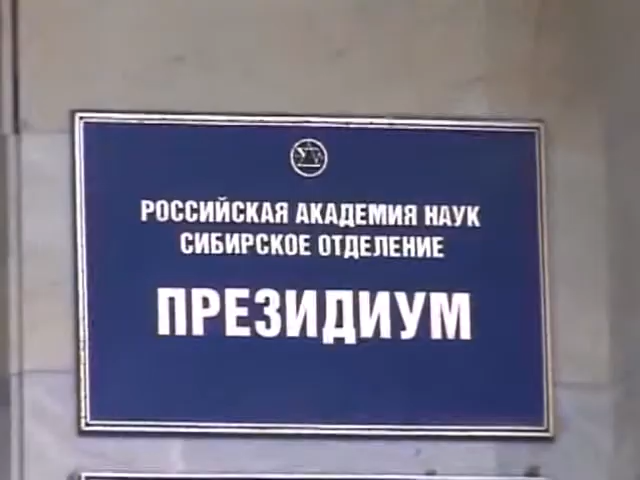 РОССИЙСКАЯ АКАДЕМИЯ НАУК
СИБИРСКОЕ ОТДЕЛЕНИЕ
ПРЕЗИДИУМ